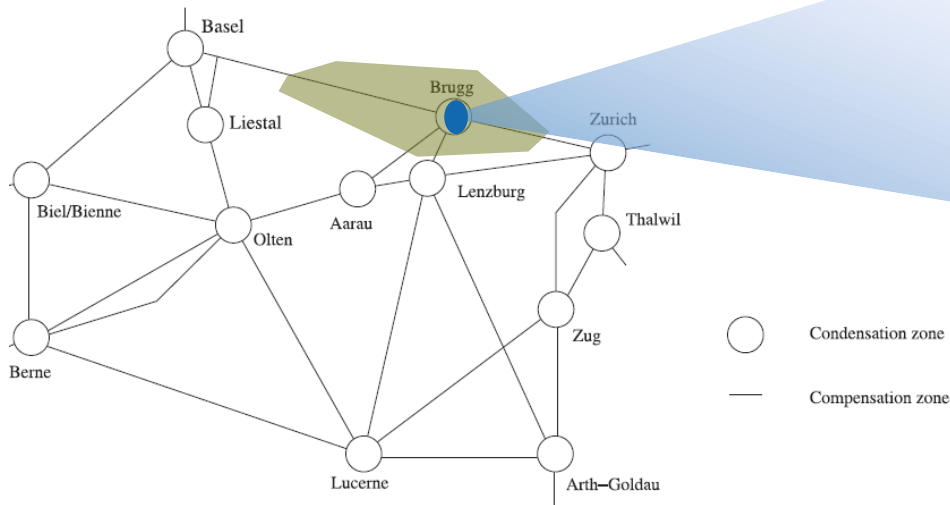 Basel
Brugg
Liestal
Zurich
Biel/Bienne
Lenzburg
Aarau
Thalwil
Olten
Zug
Condensation zone
Berne
Compensation zone
Lucerne
Arth–Goldau